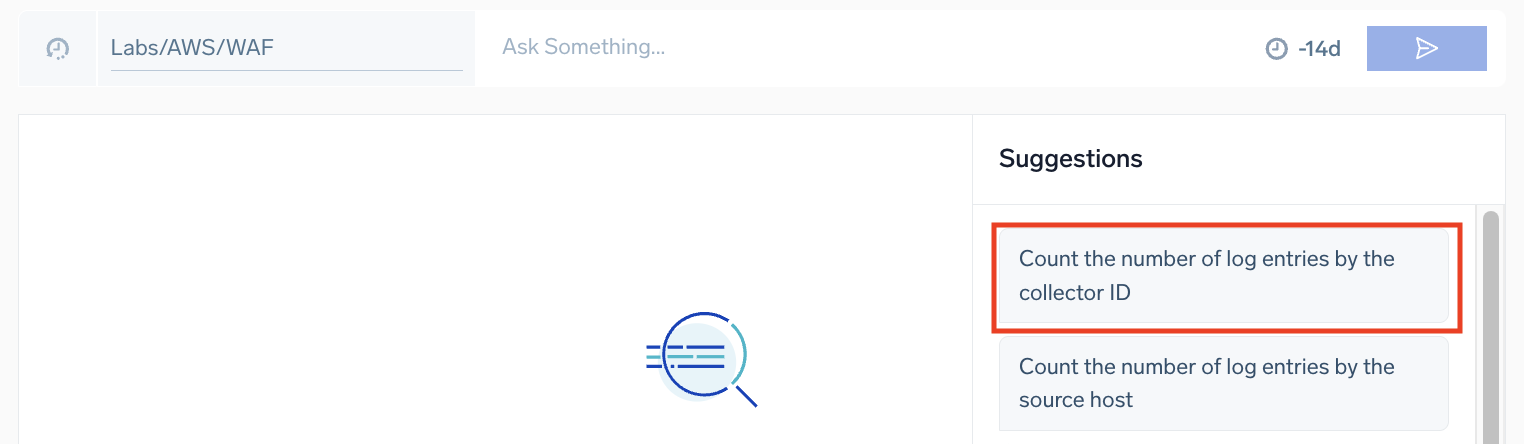 Labs/AWS/WAF
Ask Something...
-14d
Suggestions
Count the number of log entries by the
collector ID
Count the number of log entries by the
source host